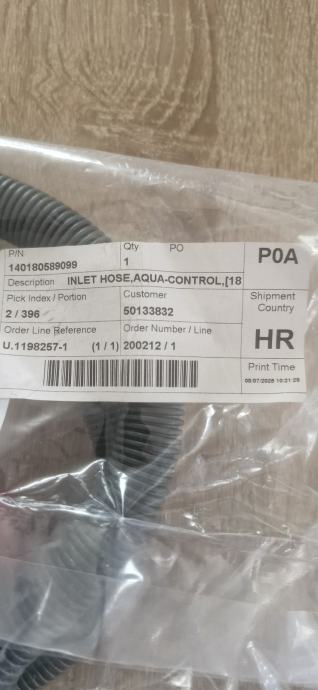 P/N Qty PO P0A
140180589099 1
Description INLET HOSE,AQUA-CONTROL,[18
Pick Index / Portion Customer Shipment Country
2 / 396 50133832
Order Line Reference Order Number / Line HR
U.1198257-1 (1 / 1) 200212 / 1
Print Time